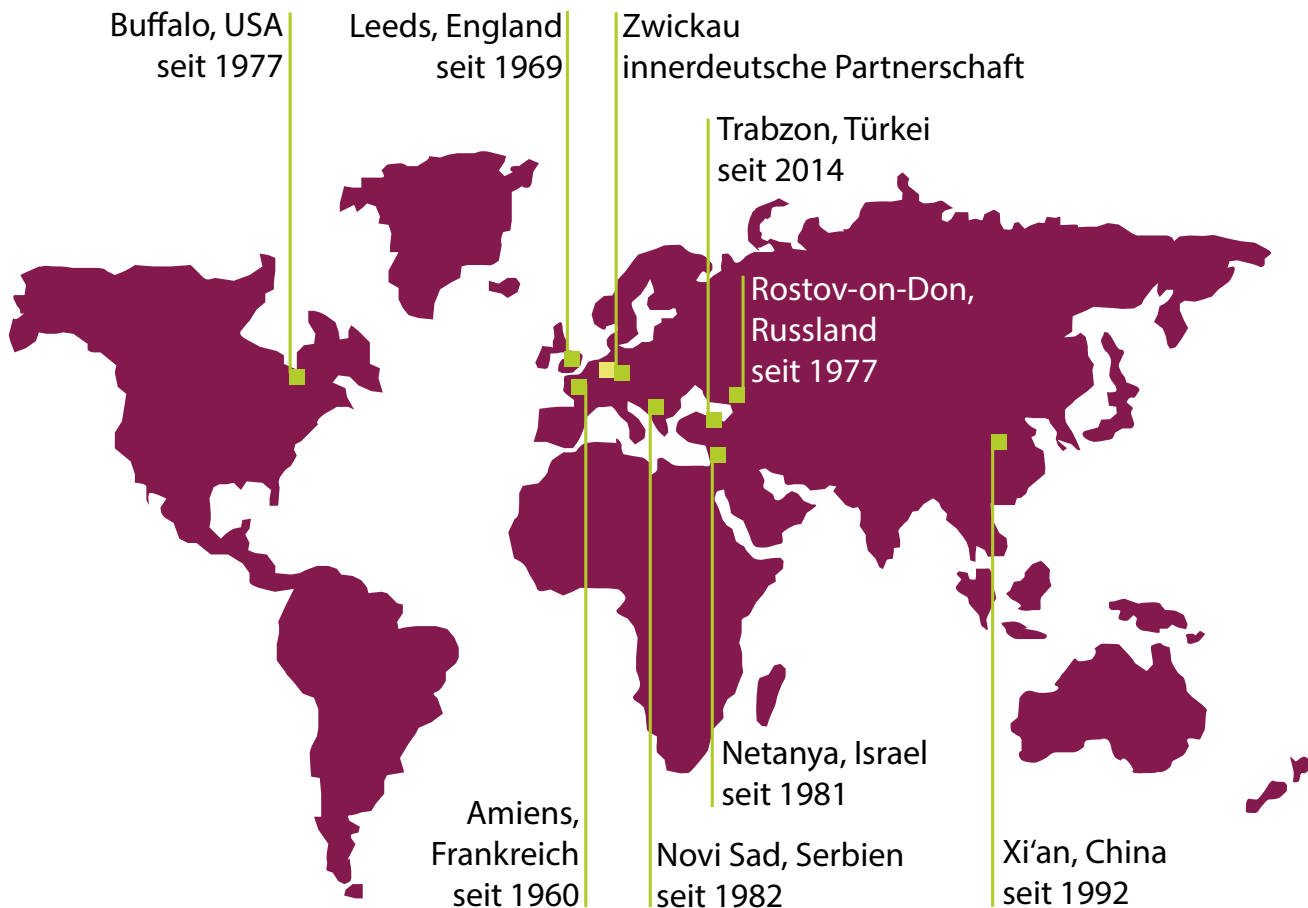 Buffalo, USA
seit 1977
Leeds, England
seit 1969
Zwickau
innerdeutsche Partnerschaft
Trabzon, Türkei
seit 2014
Rostov-on-Don,
Russland
seit 1977
Netanya, Israel
seit 1981
Amiens,
Frankreich
seit 1960
Novi Sad, Serbien
seit 1982
Xi‘an, China
seit 1992